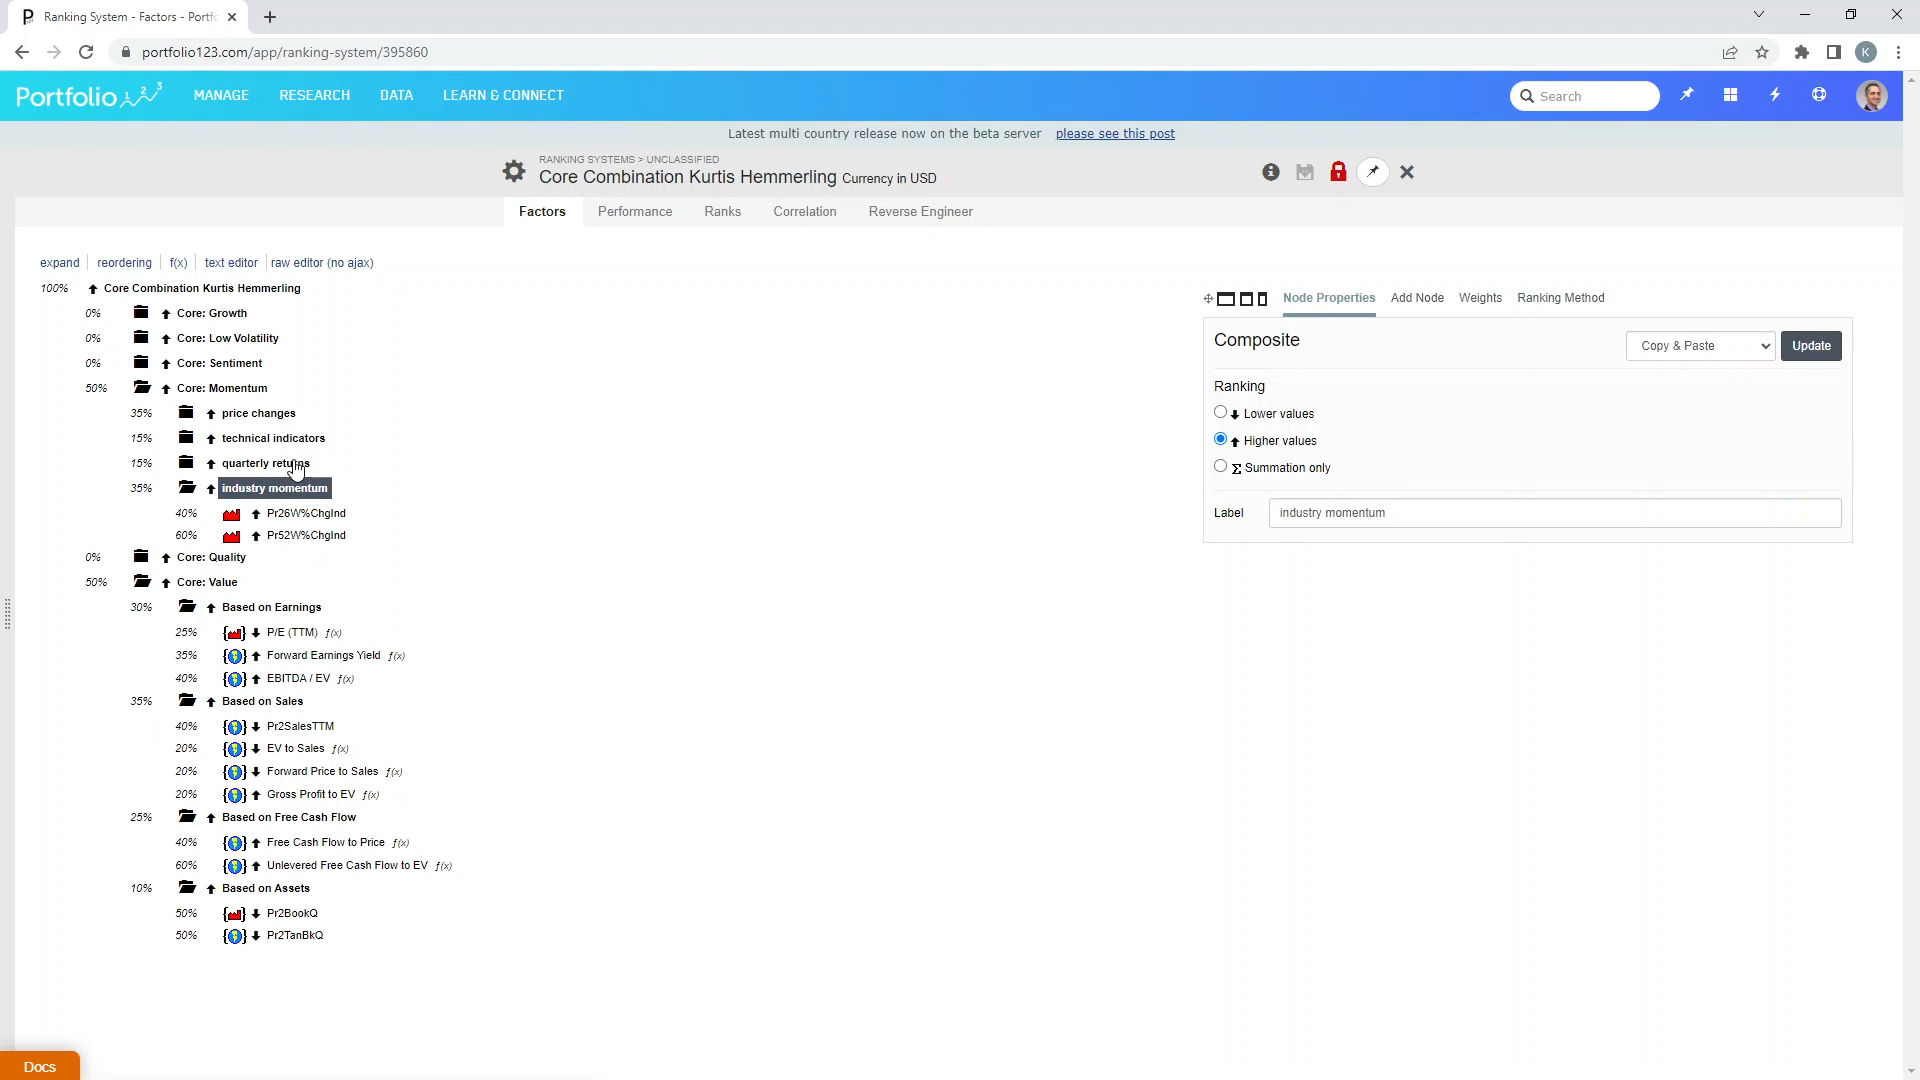 Ranking System - Factors - Portfo
portfolio123.com/app/ranking-system/395860
K
Portfolio 1 2 3
MANAGE RESEARCH DATA LEARN & CONNECT
Search
Latest multi country release now on the beta server please see this post
RANKING SYSTEMS > UNCLASSIFIED
Core Combination Kurtis Hemmerling Currency in USD
Factors Performance Ranks Correlation Reverse Engineer
expand reordering f(x) text editor raw editor (no ajax)
100% Core Combination Kurtis Hemmerling
0% Core: Growth
0% Core: Low Volatility
0% Core: Sentiment
50% Core: Momentum
35% price changes
15% technical indicators
15% quarterly returns
35% industry momentum
40% Pr26W%ChgInd
60% Pr52W%ChgInd
0% Core: Quality
50% Core: Value
30% Based on Earnings
25% P/E (TTM) f(x)
35% Forward Earnings Yield f(x)
40% EBITDA / EV f(x)
35% Based on Sales
40% Pr2SalesTTM
20% EV to Sales f(x)
20% Forward Price to Sales f(x)
20% Gross Profit to EV f(x)
25% Based on Free Cash Flow
40% Free Cash Flow to Price f(x)
60% Unlevered Free Cash Flow to EV f(x)
10% Based on Assets
50% Pr2BookQ
50% Pr2TanBkQ
Node Properties Add Node Weights Ranking Method
Composite
Copy & Paste
Update
Ranking
Lower values
Higher values
Σ Summation only
Label industry momentum
Docs